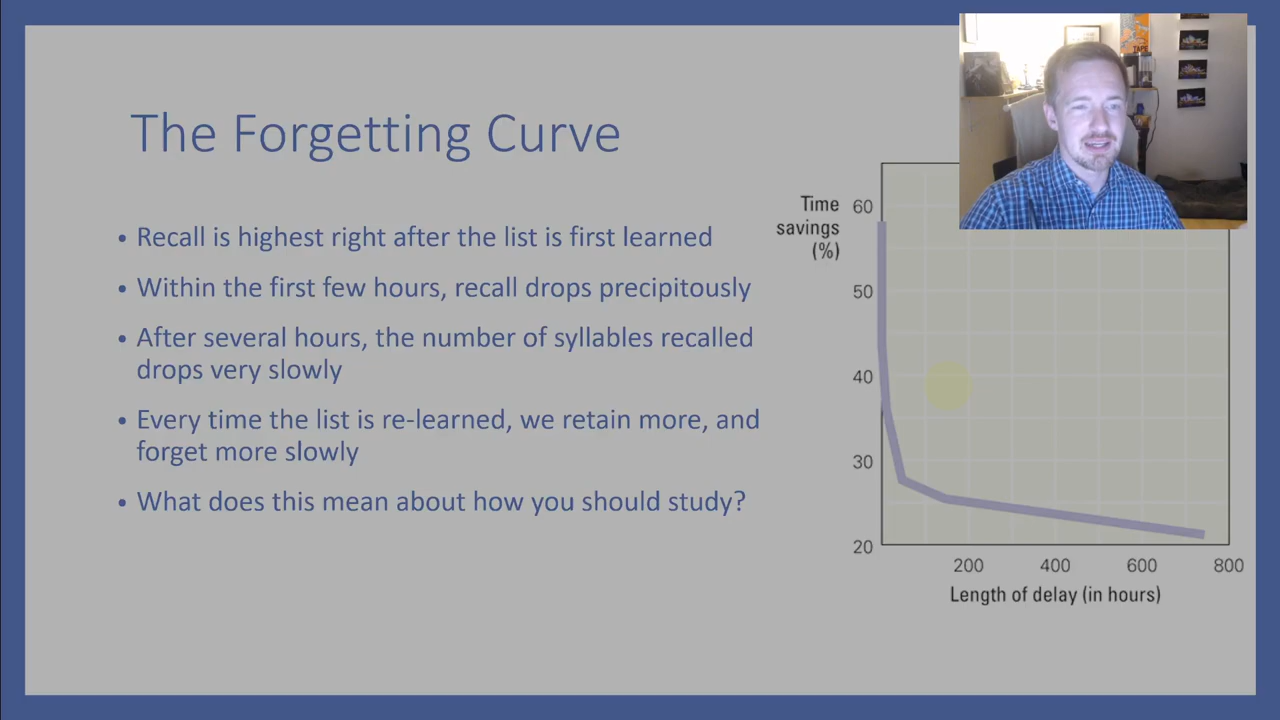 The Forgetting Curve
• Recall is highest right after the list is first learned
• Within the first few hours, recall drops precipitously
• After several hours, the number of syllables recalled
drops very slowly
• Every time the list is re-learned, we retain more, and
forget more slowly
• What does this mean about how you should study?
TAPE
Time
savings
(%)
60
50
40
30
20
200 400 600 800
Length of delay (in hours)